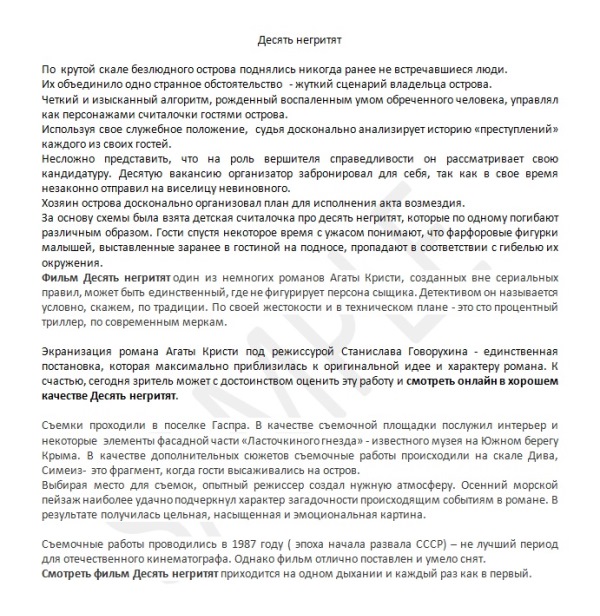 Десять негритят
По крутой скале безлюдного острова поднялись никогда ранее не встречавшиеся люди.
Их объединило одно странное обстоятельство - жуткий сценарий владельца острова.
Четкий и изысканный алгоритм, рожденный воспаленным умом обреченного человека, управлял
как персонажами считалочки гостями острова.
Используя свое служебное положение, судья досконально анализирует историю «преступлений»
каждого из своих гостей.
Несложно представить, что на роль вершителя справедливости он рассматривает свою
кандидатуру. Десятую вакансию организатор забронировал для себя, так как в свое время
незаконно отправил на виселицу невиновного.
Хозяин острова досконально организовал план для исполнения акта возмездия.
За основу схемы была взята детская считалочка про десять негритят, которые по одному погибают
различным образом. Гости спустя некоторое время с ужасом понимают, что фарфоровые фигурки
малышей, выставленные заранее в гостиной на подносе, пропадают в соответствии с гибелью их
окружения.
Фильм Десять негритят один из немногих романов Агаты Кристи, созданных вне сериальных
правил, может быть единственный, где не фигурирует персона сыщика. Детективом он называется
условно, скажем, по традиции. По своей жестокости и в техническом плане - это сто процентный
триллер, по современным меркам.
Экранизация романа Агаты Кристи под режиссурой Станислава Говорухина - единственная
постановка, которая максимально приблизилась к оригинальной идее и характеру романа. К
счастью, сегодня зритель может с достоинством оценить эту работу и смотреть онлайн в хорошем
качестве Десять негритят.
Съемки проходили в поселке Гаспра. В качестве съемочной площадки послужил интерьер и
некоторые элементы фасадной части «Ласточкиного гнезда» - известного музея на Южном берегу
Крыма. В качестве дополнительных сюжетов съемочные работы происходили на скале Дива,
Симеиз- это фрагмент, когда гости высаживались на остров.
Выбирая место для съемок, опытный режиссер создал нужную атмосферу. Осенний морской
пейзаж наиболее удачно подчеркнул характер загадочности происходящим событиям в романе. В
результате получилась цельная, насыщенная и эмоциональная картина.
Съемочные работы проводились в 1987 году ( эпоха начала развала СССР) – не лучший период
для отечественного кинематографа. Однако фильм отлично поставлен и умело снят.
Смотреть фильм Десять негритят приходится на одном дыхании и каждый раз как в первый.